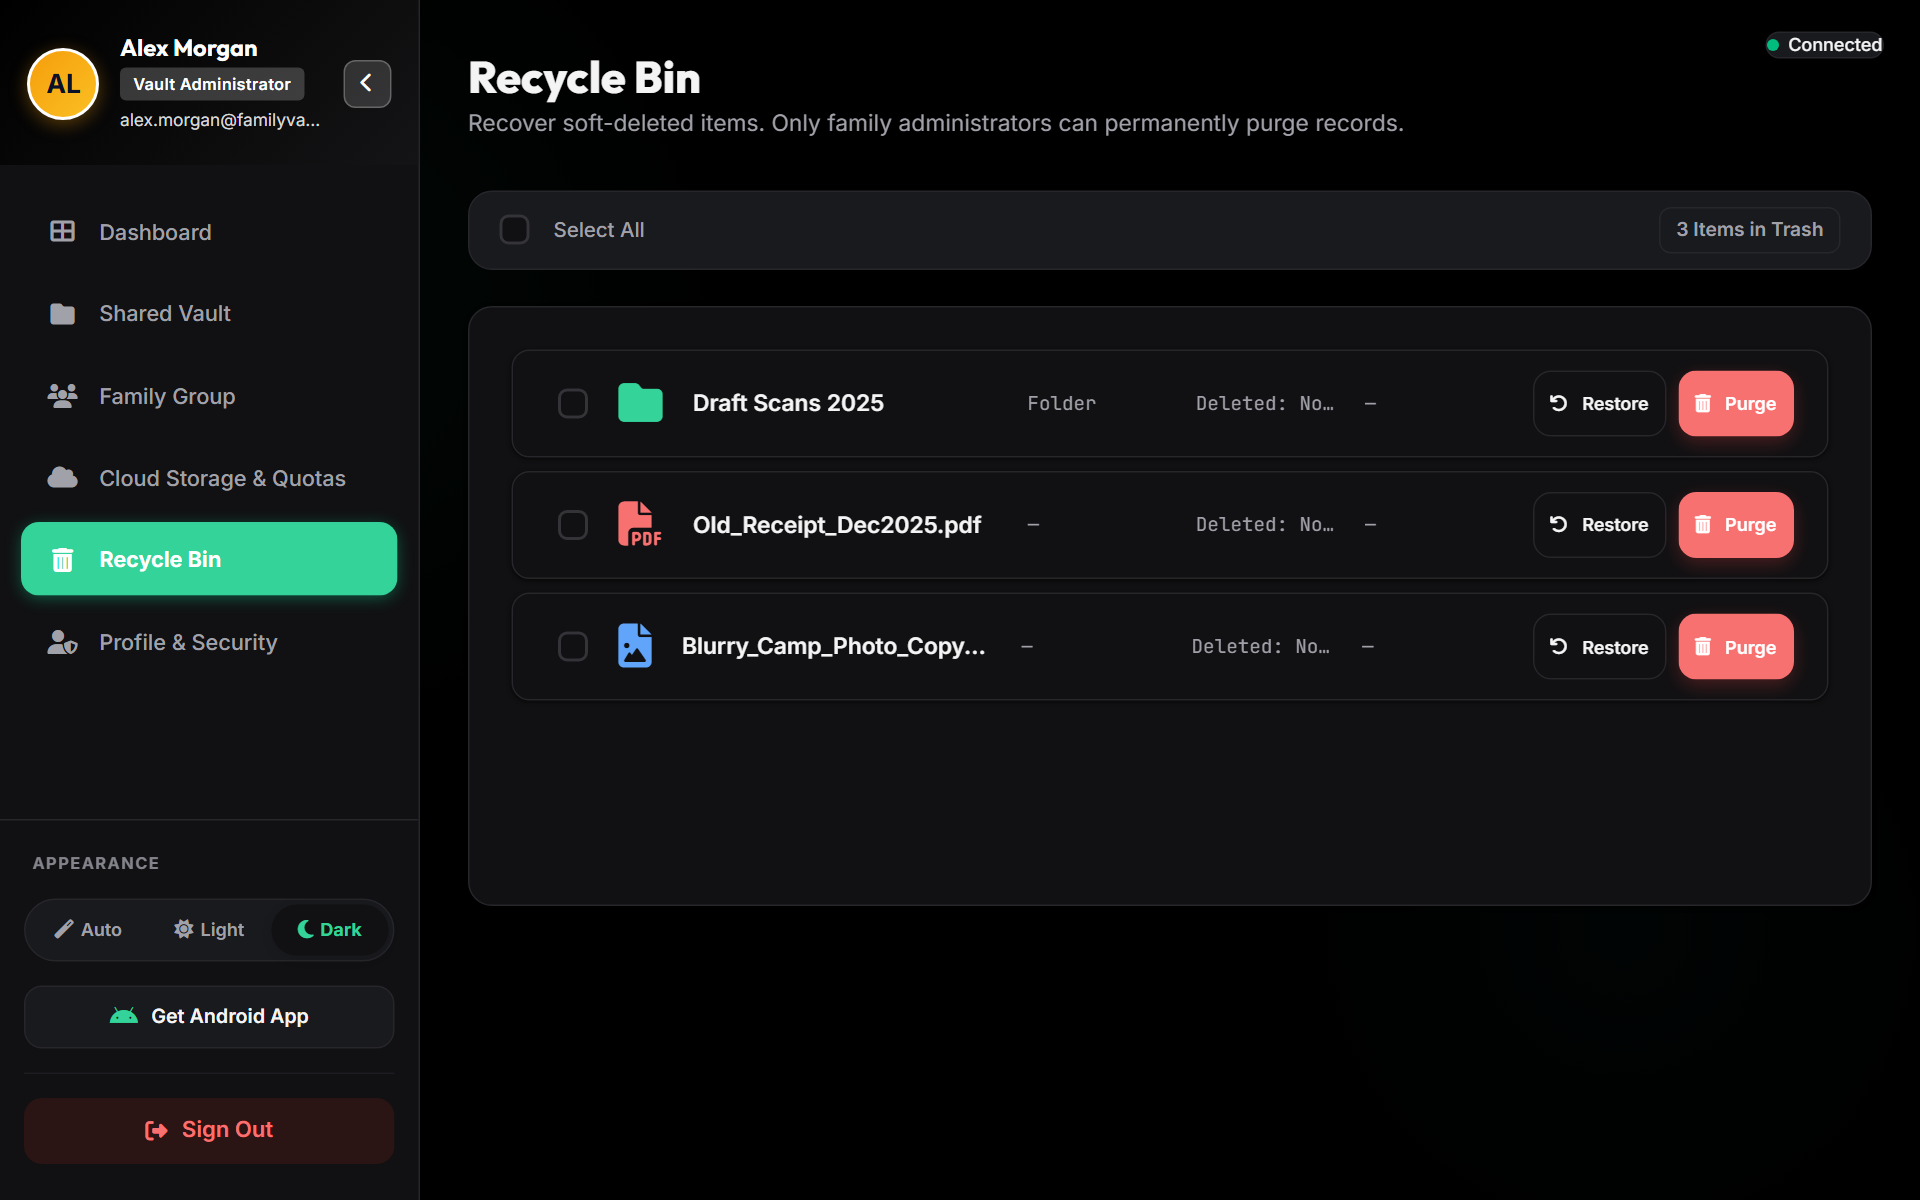 AL
Alex Morgan
Vault Administrator
alex.morgan@familyva...
Dashboard
Shared Vault
Family Group
Cloud Storage & Quotas
Recycle Bin
Profile & Security
APPEARANCE
Auto
Light
Dark
Get Android App
Sign Out
Connected
Recycle Bin
Recover soft-deleted items. Only family administrators can permanently purge records.
Select All
3 Items in Trash
Draft Scans 2025 Folder Deleted: No… — Restore Purge
PDF Old_Receipt_Dec2025.pdf — Deleted: No… — Restore Purge
Blurry_Camp_Photo_Copy... — Deleted: No… — Restore Purge